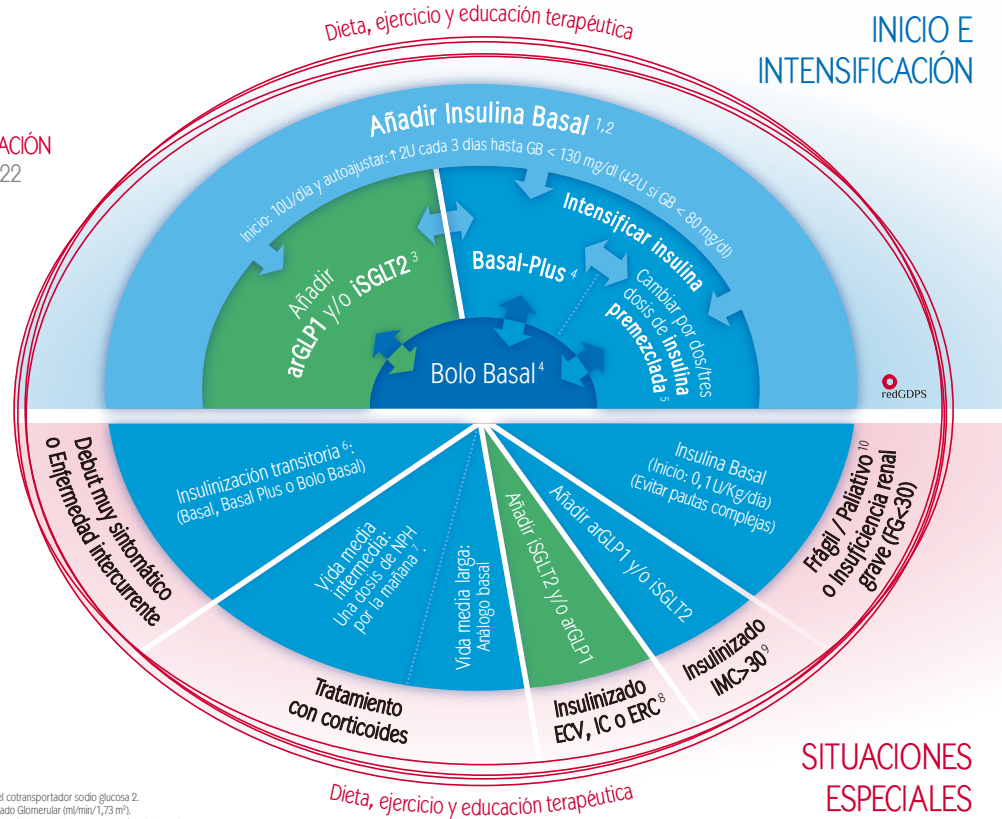 Dieta, ejercicio y educación terapéutica
INICIO E
INTENSIFICACIÓN
ACIÓN
22
Añadir Insulina Basal 1,2
Inicio: 10U/día y autoajustar: ↑2U cada 3 dias hasta GB < 130 mg/dl (↓2U si GB < 80 mg/dl)
Añadir
arGLP1 y/o iSGLT2 3
Intensificar insulina
Basal-Plus 4
Cambiar por dos/tres
dosis de insulina
premezclada 5
Bolo Basal 4
redGDPS
Insulinización transitoria 6:
(Basal, Basal Plus o Bolo Basal)
Debut muy sintomático
o Enfermedad intercurrente
Vida media
intermedia:
Una dosis de NPH
por la mañana 7.
Vida media larga:
Análogo basal
Tratamiento
con corticoides
Añadir iSGLT2 y/o arGLP1
Insulinizado
ECV, IC o ERC 8
Añadir arGLP1 y/o iSGLT2
Insulinizado
IMC>30 9
Insulina Basal
(Inicio: 0,1U/Kg/día)
(Evitar pautas complejas)
Frágil / Paliativo 10
o Insuficiencia renal
grave (FG<30)
SITUACIONES
ESPECIALES
Dieta, ejercicio y educación terapéutica
el cotransportador sodio glucosa 2.
ado Glomerular (ml/min/1,73 m²).